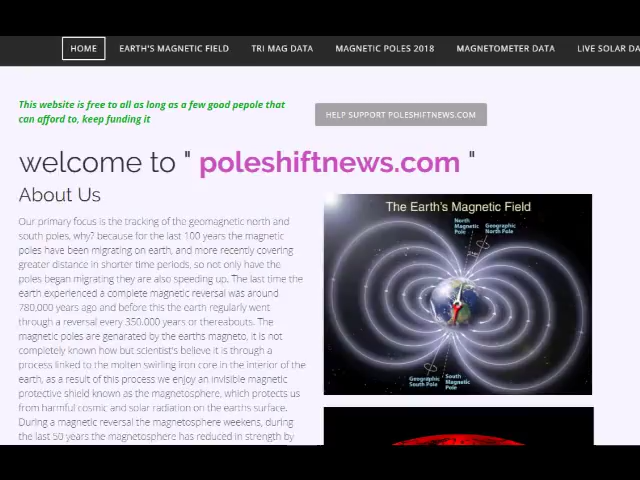 HOME EARTH'S MAGNETIC FIELD TRI MAG DATA MAGNETIC POLES 2018 MAGNETOMETER DATA LIVE SOLAR DA
This website is free to all as long as a few good pepole that
can afford to, keep funding it
HELP SUPPORT POLESHIFTNEWS.COM
welcome to " poleshiftnews.com "
About Us
Our primary focus is the tracking of the geomagnetic north and
south poles, why? because for the last 100 years the magnetic
poles have been migrating on earth, and more recently covering
greater distance in shorter time periods, so not only have the
poles began migrating they are also speeding up. The last time the
earth experienced a complete magnetic reversal was around
780,000 years ago and before this the earth regularly went
through a reversal every 350.000 years or thereabouts. The
magnetic poles are genarated by the earths magneto, it is not
completely known how but scientist's believe it is through a
process linked to the molten swirling iron core in the interior of the
earth, as a result of this process we enjoy an invisible magnetic
protective shield known as the magnetosphere, which protects us
from harmful cosmic and solar radiation on the earths surface.
During a magnetic reversal the magnetosphere weekens, during
the last 50 years the magnetosphere has reduced in strength by
The Earth's Magnetic Field
North
Magnetic
Pole
Geographic
North Pole
Geographic
South Pole
South
Magnetic
Pole